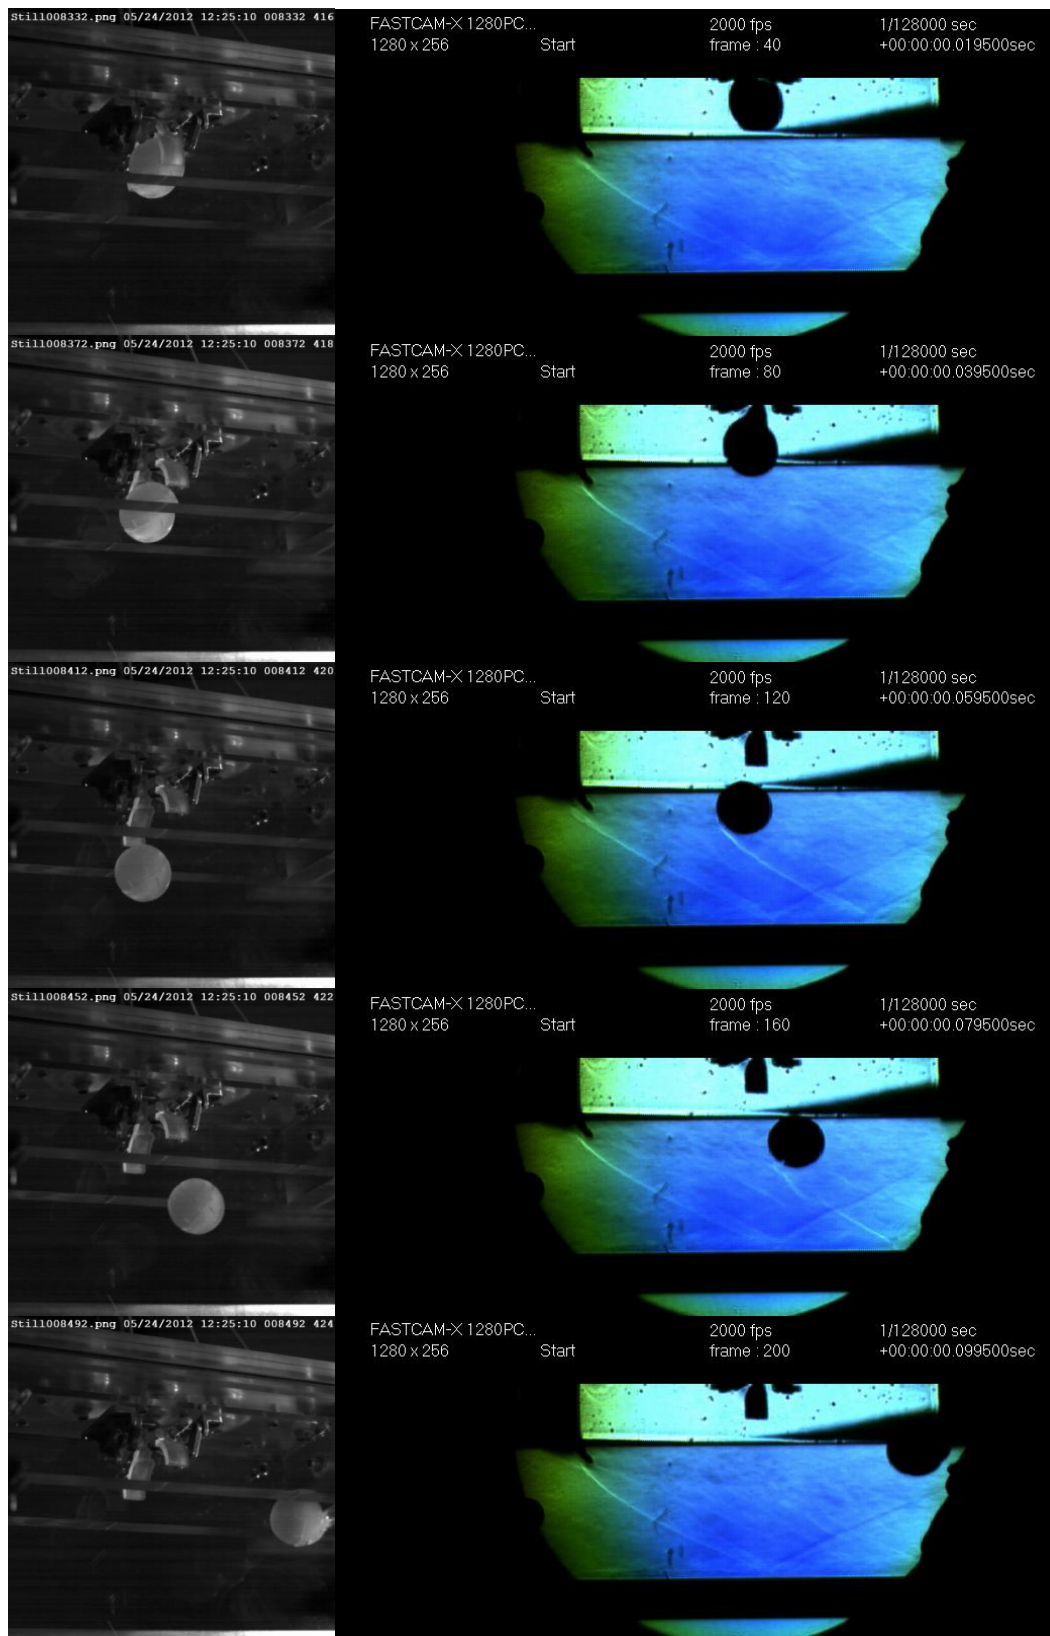 Still008332.png 05/24/2012 12:25:10 008332 416
FASTCAM-X 1280PC... 2000 fps 1/128000 sec
1280 x 256 Start frame : 40 +00:00:00.019500sec
Still008372.png 05/24/2012 12:25:10 008372 418
FASTCAM-X 1280PC... 2000 fps 1/128000 sec
1280 x 256 Start frame : 80 +00:00:00.039500sec
Still008412.png 05/24/2012 12:25:10 008412 420
FASTCAM-X 1280PC... 2000 fps 1/128000 sec
1280 x 256 Start frame : 120 +00:00:00.059500sec
Still008452.png 05/24/2012 12:25:10 008452 422
FASTCAM-X 1280PC... 2000 fps 1/128000 sec
1280 x 256 Start frame : 160 +00:00:00.079500sec
Still008492.png 05/24/2012 12:25:10 008492 424
FASTCAM-X 1280PC... 2000 fps 1/128000 sec
1280 x 256 Start frame : 200 +00:00:00.099500sec